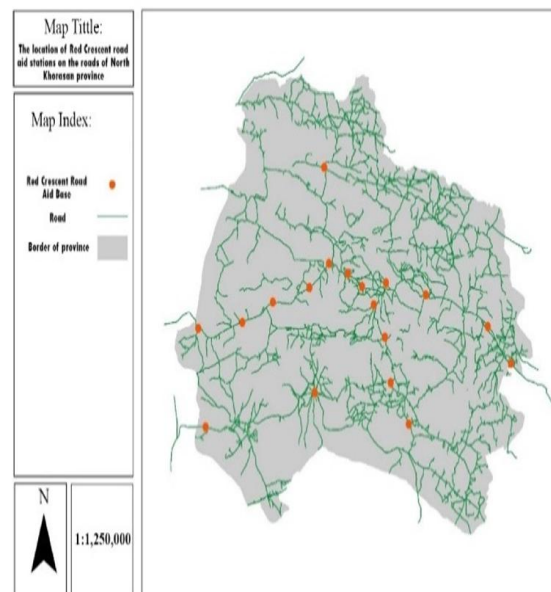 Map Tittle:
The location of Red Crescent road
aid stations on the roads of North
Khorasan province
Map Index:
Red Crescent Road
Aid Base
Road
Border of province
N
1:1,250,000